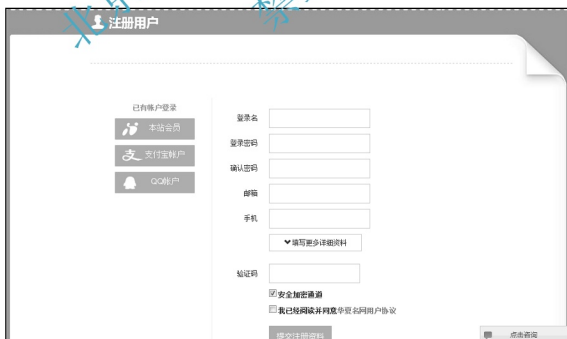 注册用户
已有帐户登录
本站会员
支付宝帐户
QQ帐户
登录名
登录密码
确认密码
邮箱
手机
填写更多详细资料
验证码
安全加密通道
我已经阅读并同意华夏名网用户协议
提交注册资料
点击咨询